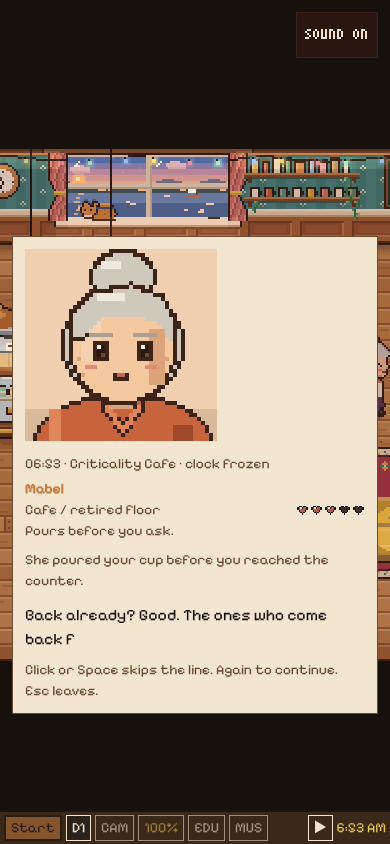 SOUND ON
06:53 · Criticality Cafe · clock frozen
Mabel
Cafe / retired floor
Pours before you ask.
She poured your cup before you reached the
counter.
Back already? Good. The ones who come
back f
Click or Space skips the line. Again to continue.
Esc leaves.
Start D1 CAM 100% EDU MUS 6:53 AM